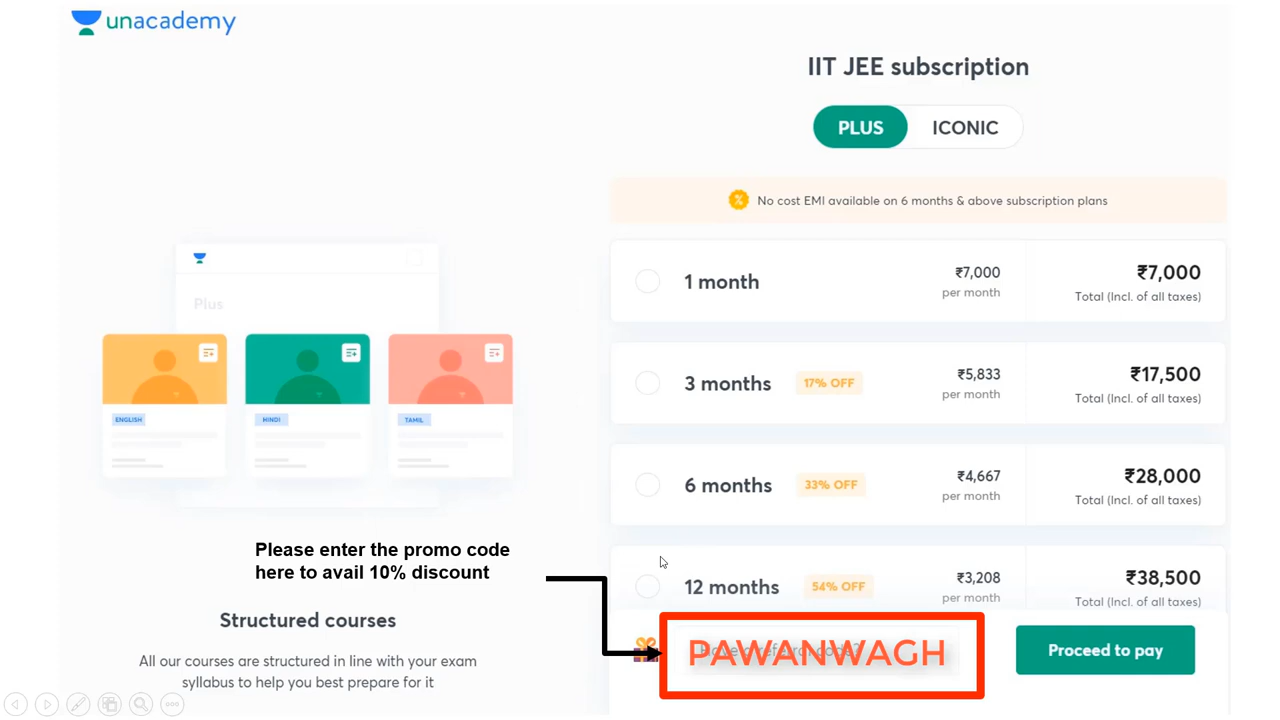 unacademy
IIT JEE subscription
PLUS
ICONIC
No cost EMI available on 6 months & above subscription plans
1 month
₹7,000
per month
₹7,000
Total (Incl. of all taxes)
3 months
17% OFF
₹5,833
per month
₹17,500
Total (Incl. of all taxes)
6 months
33% OFF
₹4,667
per month
₹28,000
Total (Incl. of all taxes)
12 months
54% OFF
₹3,208
per month
₹38,500
Total (Incl. of all taxes)
Have a referral code?
PAWANWAGH
Proceed to pay
Plus
ENGLISH
HINDI
TAMIL
Please enter the promo code
here to avail 10% discount
Structured courses
All our courses are structured in line with your exam
syllabus to help you best prepare for it